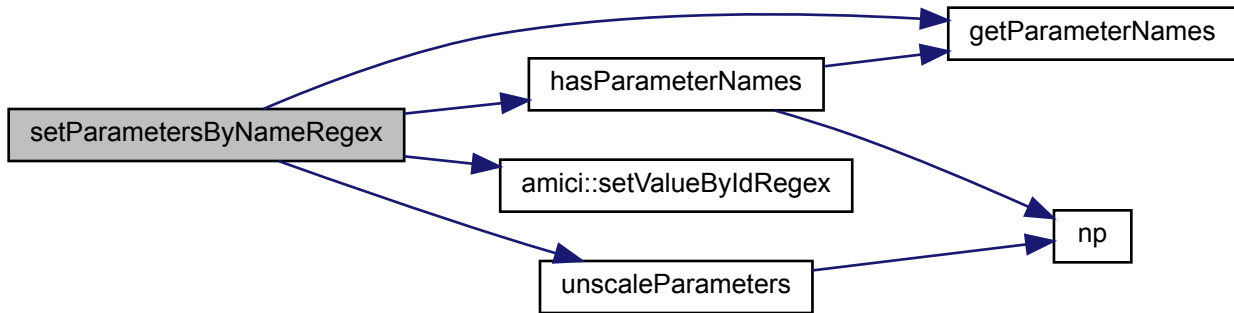 setParametersByNameRegex
getParameterNames
hasParameterNames
amici::setValueByIdRegex
unscaleParameters
np